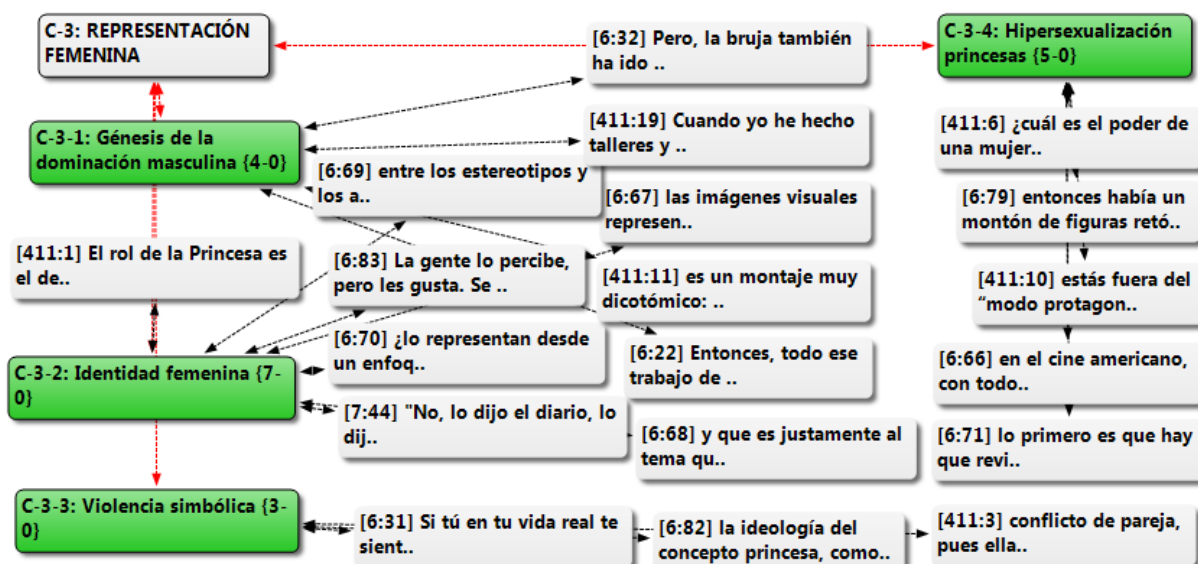 C-3: REPRESENTACIÓN
FEMENINA
[6:32] Pero, la bruja también
ha ido ..
C-3-4: Hipersexualización
princesas {5-0}
C-3-1: Génesis de la
dominación masculina {4-0}
[411:19] Cuando yo he hecho
talleres y ..
[411:6] ¿cuál es el poder de
una mujer..
[6:69] entre los estereotipos y
los a..
[6:67] las imágenes visuales
represen..
[6:79] entonces había un
montón de figuras retó..
[411:1] El rol de la Princesa es
el de..
[6:83] La gente lo percibe,
pero les gusta. Se ..
[411:11] es un montaje muy
dicotómico: ..
[411:10] estás fuera del
“modo protagon..
[6:70] ¿lo representan desde
un enfoq..
[6:22] Entonces, todo ese
trabajo de ..
[6:66] en el cine americano,
con todo..
C-3-2: Identidad femenina {7-
0}
[7:44] "No, lo dijo el diario, lo
dij..
[6:68] y que es justamente al
tema qu..
[6:71] lo primero es que hay
que revi..
C-3-3: Violencia simbólica {3-
0}
[6:31] Si tú en tu vida real te
sient..
[6:82] la ideología del
concepto princesa, como..
[411:3] conflicto de pareja,
pues ella..